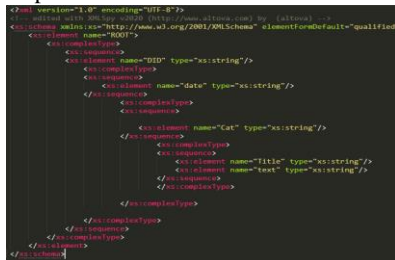 <?xml version="1.0" encoding="UTF-8"?>
<!-- edited with XMLSpy v2020 (http://www.altova.com) by (altova) -->
<xs:schema xmlns:xs="http://www.w3.org/2001/XMLSchema" elementFormDefault="qualified
<xs:element name="ROOT">
<xs:complexType>
<xs:sequence>
<xs:element name="DID" type="xs:string"/>
<xs:complexType>
<xs:sequence>
<xs:element name="date" type="xs:string"/>
</xs:sequence>
<xs:complexType>
<xs:sequence>
<xs:element name="Cat" type="xs:string"/>
</xs:sequence>
<xs:complexType>
<xs:sequence>
<xs:element name="Title" type="xs:string"/>
<xs:element name="text" type="xs:string"/>
</xs:sequence>
</xs:complexType>
</xs:complexType>
</xs:sequence>
</xs:complexType>
</xs:element>
</xs:schema>